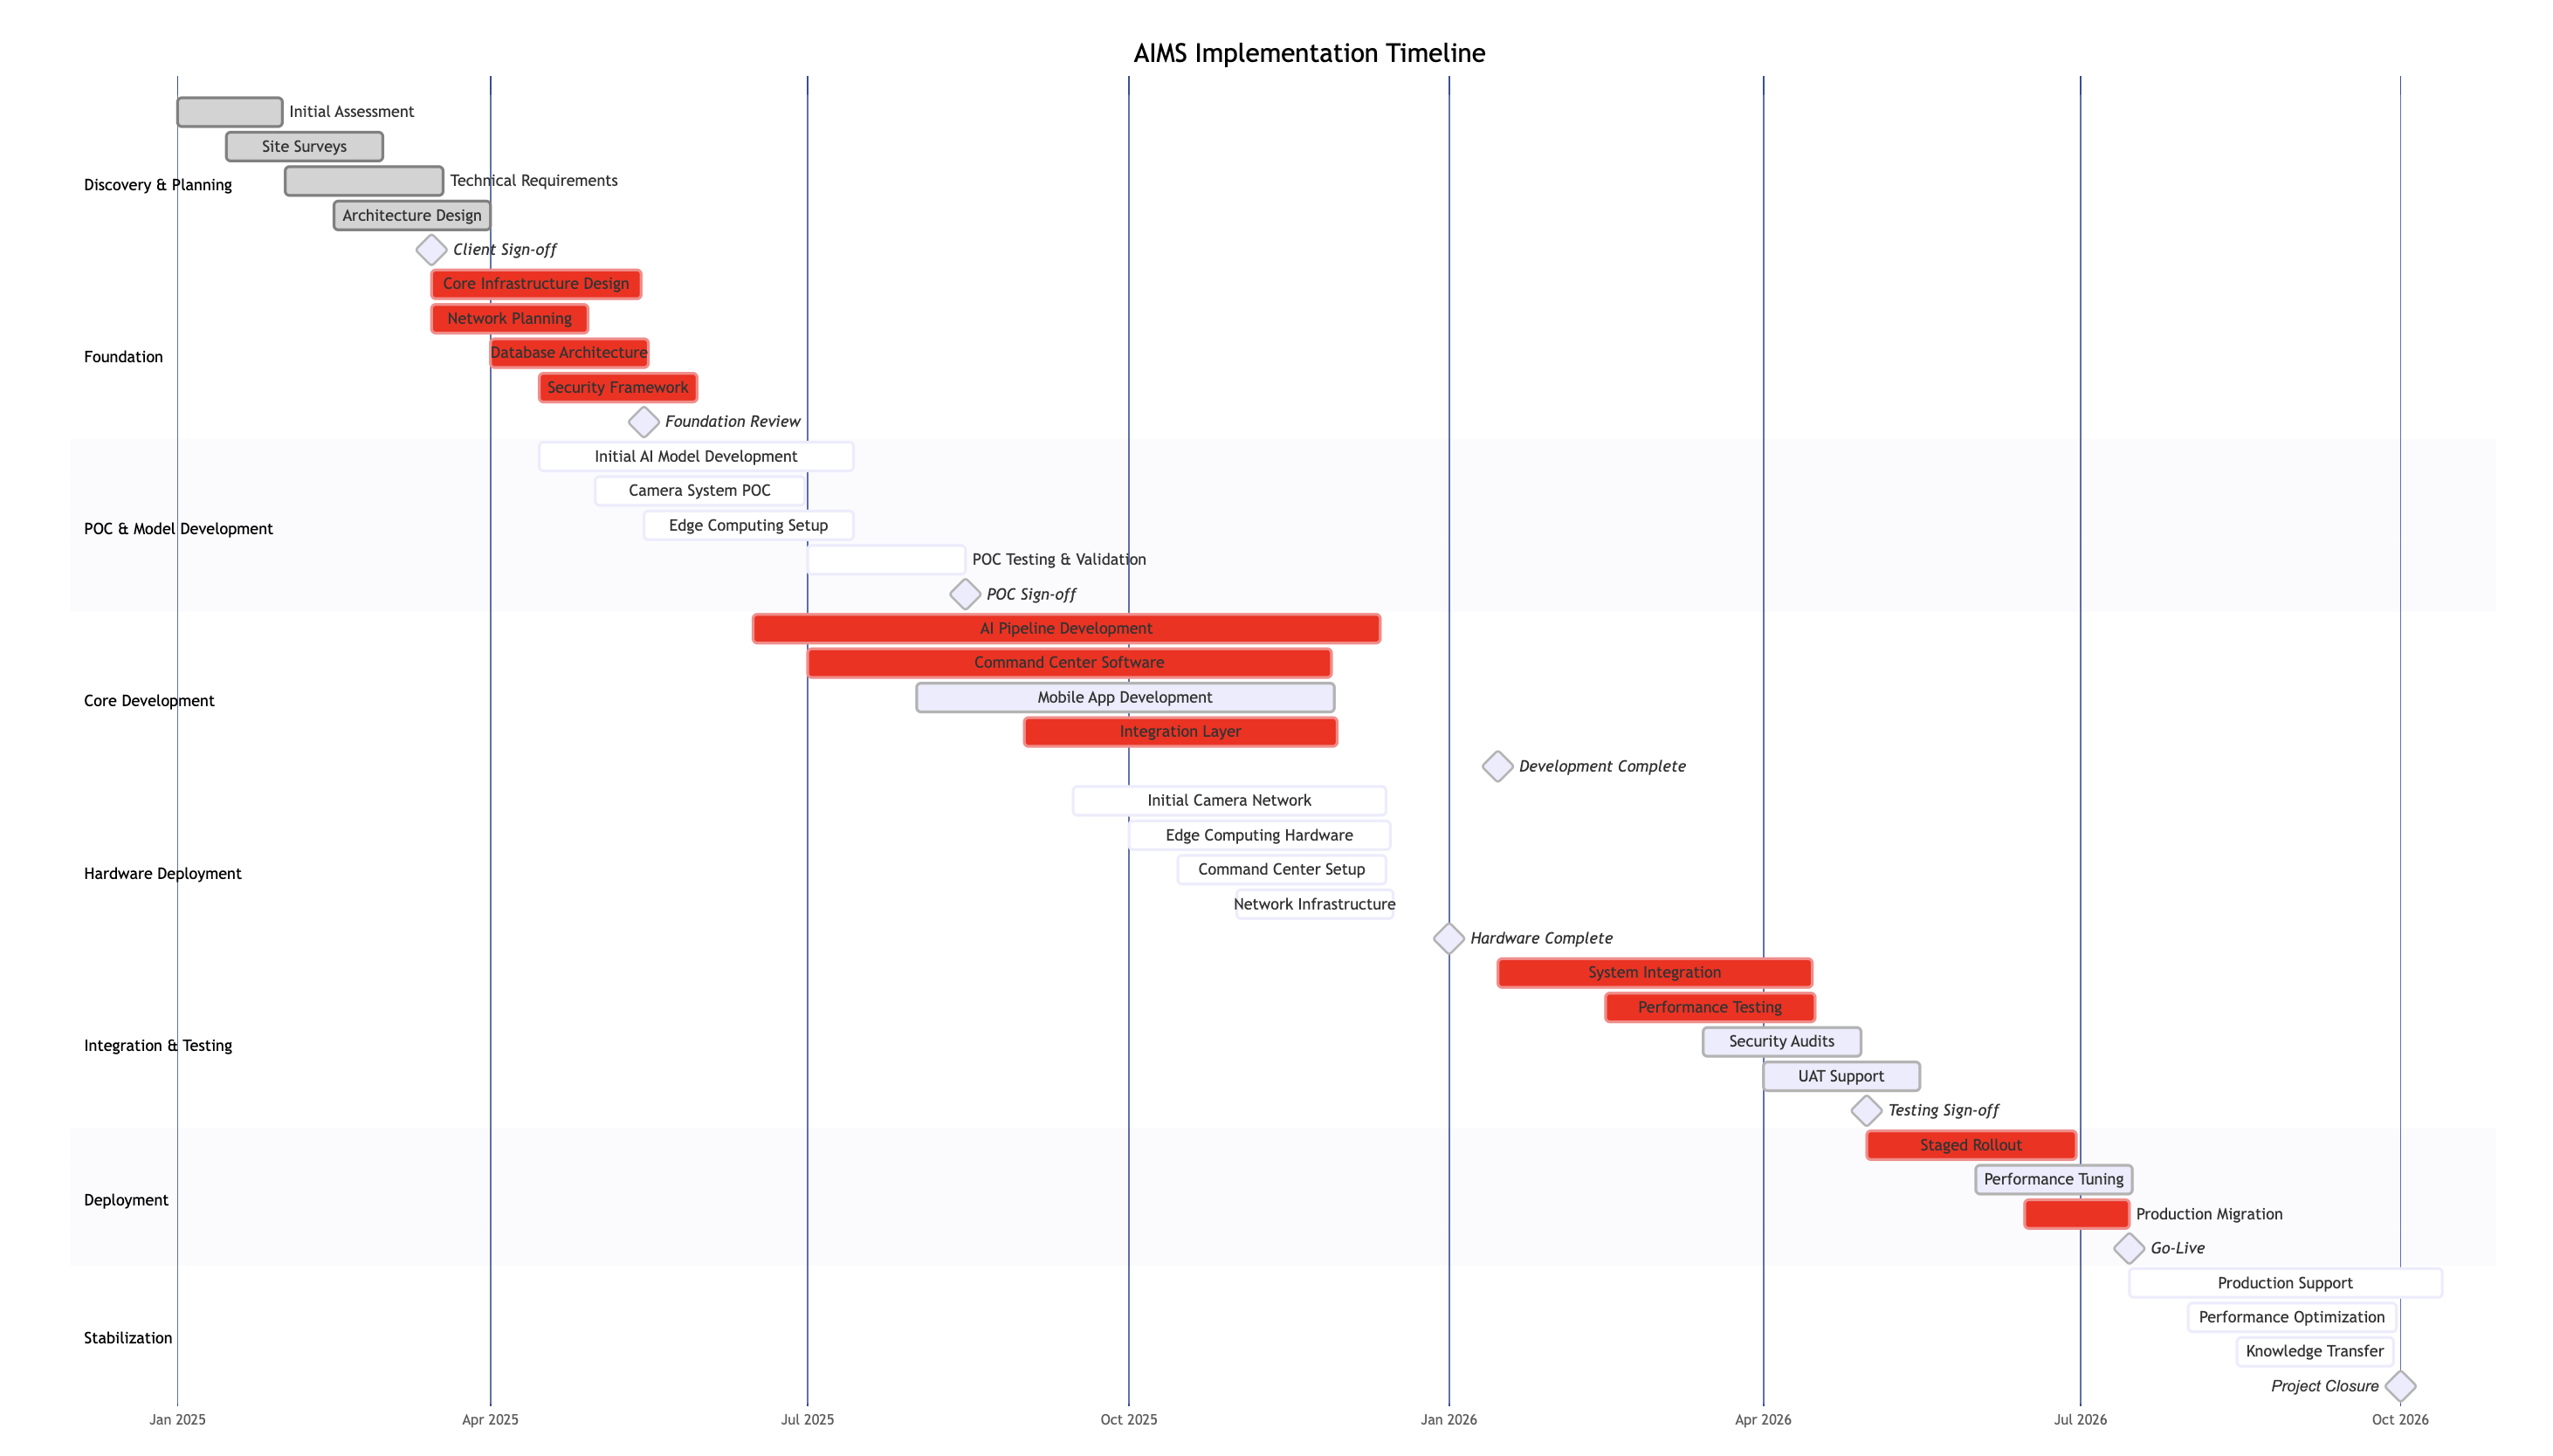 AIMS Implementation Timeline
Initial Assessment
Site Surveys
Technical Requirements
Discovery & Planning
Architecture Design
Client Sign-off
Core Infrastructure Design
Network Planning
Database Architecture
Foundation
Security Framework
Foundation Review
Initial AI Model Development
Camera System POC
Edge Computing Setup
POC & Model Development
POC Testing & Validation
POC Sign-off
AI Pipeline Development
Command Center Software
Mobile App Development
Core Development
Integration Layer
Development Complete
Initial Camera Network
Edge Computing Hardware
Command Center Setup
Hardware Deployment
Network Infrastructure
Hardware Complete
System Integration
Performance Testing
Security Audits
Integration & Testing
UAT Support
Testing Sign-off
Staged Rollout
Performance Tuning
Deployment
Production Migration
Go-Live
Production Support
Performance Optimization
Stabilization
Knowledge Transfer
Project Closure
Jan 2025
Apr 2025
Jul 2025
Oct 2025
Jan 2026
Apr 2026
Jul 2026
Oct 2026